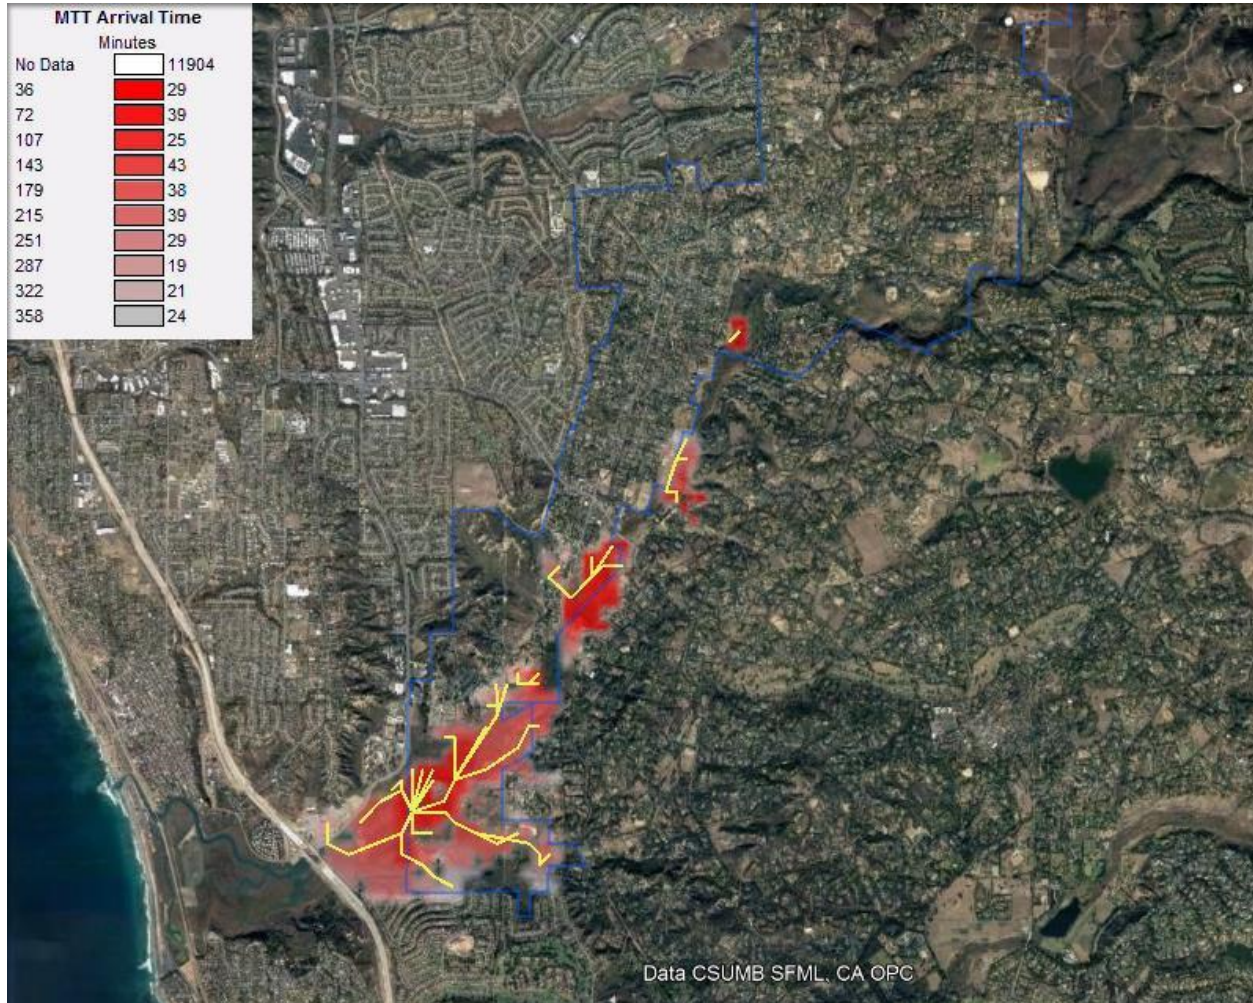 MTT Arrival Time
Minutes
No Data 11904
36 29
72 39
107 25
143 43
179 38
215 39
251 29
287 19
322 21
358 24
Data CSUMB SFML, CA OPC